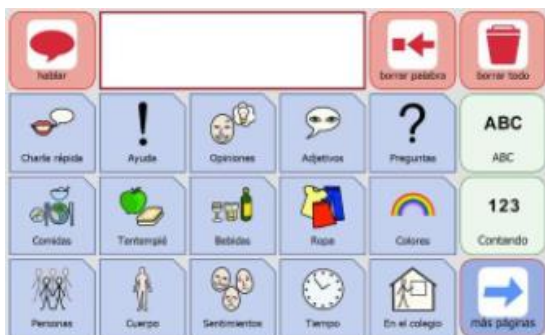 hablar
borrar palabra
borrar todo
Charla rápida
Ayuda
Opiniones
Adjetivos
Preguntas
ABC
ABC
Comidas
Tentempié
Bebidas
Ropa
Colores
123
Contando
Personas
Cuerpo
Sentimientos
Tiempo
En el colegio
más páginas